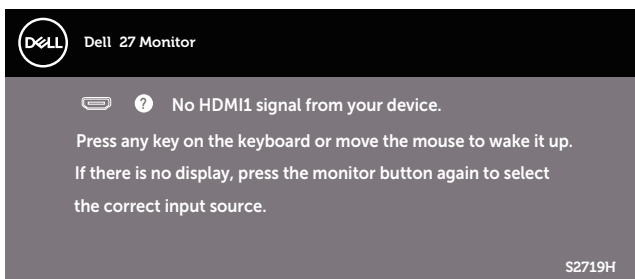 DELL
Dell 27 Monitor
? No HDMI1 signal from your device.
Press any key on the keyboard or move the mouse to wake it up.
If there is no display, press the monitor button again to select
the correct input source.
S2719H